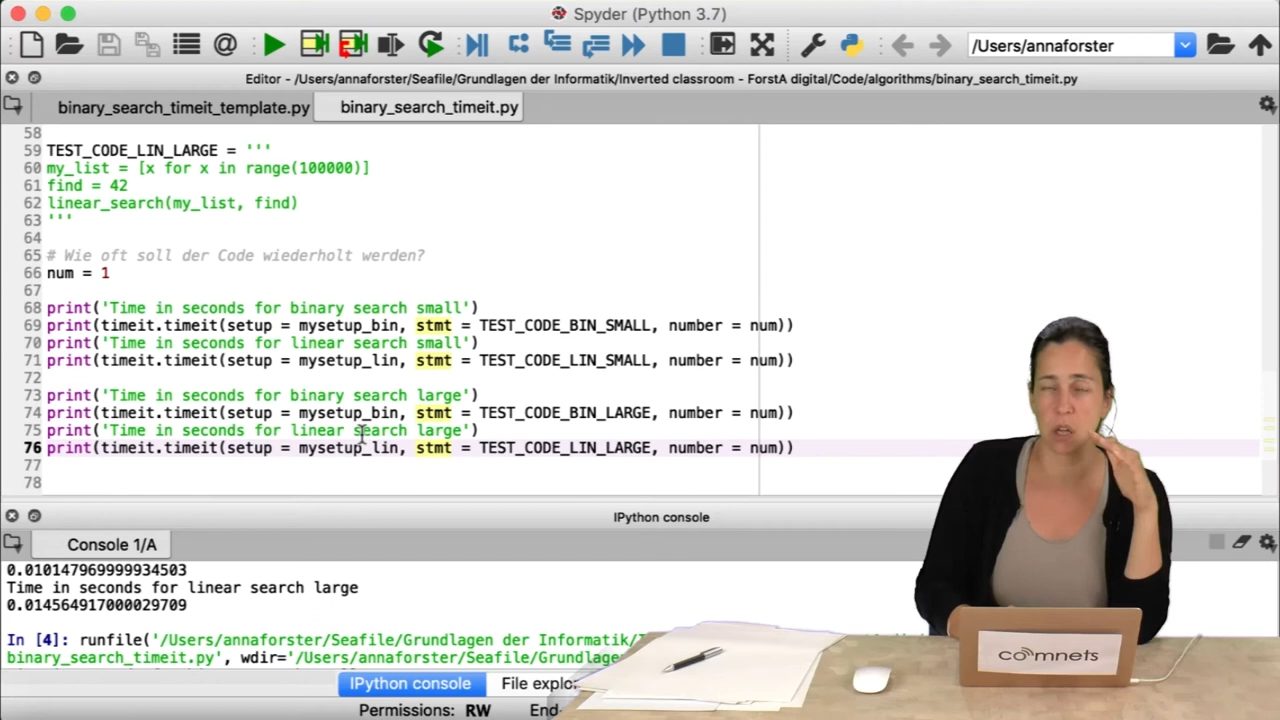 Spyder (Python 3.7)
/Users/annaforster
Editor - /Users/annaforster/Seafile/Grundlagen der Informatik/Inverted classroom - ForstA digital/Code/algorithms/binary_search_timeit.py
binary_search_timeit_template.py
binary_search_timeit.py
58
59 TEST_CODE_LIN_LARGE = '''
60 my_list = [x for x in range(100000)]
61 find = 42
62 linear_search(my_list, find)
63 '''
64
65 # Wie oft soll der Code wiederholt werden?
66 num = 1
67
68 print('Time in seconds for binary search small')
69 print(timeit.timeit(setup = mysetup_bin, stmt = TEST_CODE_BIN_SMALL, number = num))
70 print('Time in seconds for linear search small')
71 print(timeit.timeit(setup = mysetup_lin, stmt = TEST_CODE_LIN_SMALL, number = num))
72
73 print('Time in seconds for binary search large')
74 print(timeit.timeit(setup = mysetup_bin, stmt = TEST_CODE_BIN_LARGE, number = num))
75 print('Time in seconds for linear search large')
76 print(timeit.timeit(setup = mysetup_lin, stmt = TEST_CODE_LIN_LARGE, number = num))
77
78
IPython console
Console 1/A
0.010147969999934503
Time in seconds for linear search large
0.014564917000029709
In [4]: runfile('/Users/annaforster/Seafile/Grundlagen der Informatik/
binary_search_timeit.py', wdir='/Users/annaforster/Seafile/Grundlage
IPython console
File explo
Permissions: RW
End-
comnets